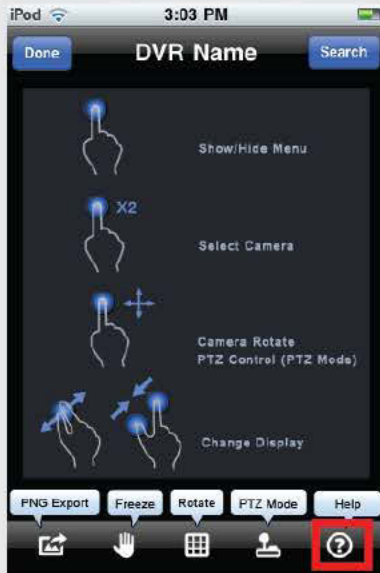 iPod 3:03 PM
Done DVR Name Search
Show/Hide Menu
X2
Select Camera
Camera Rotate
PTZ Control (PTZ Mode)
Change Display
PNG Export Freeze Rotate PTZ Mode Help
?